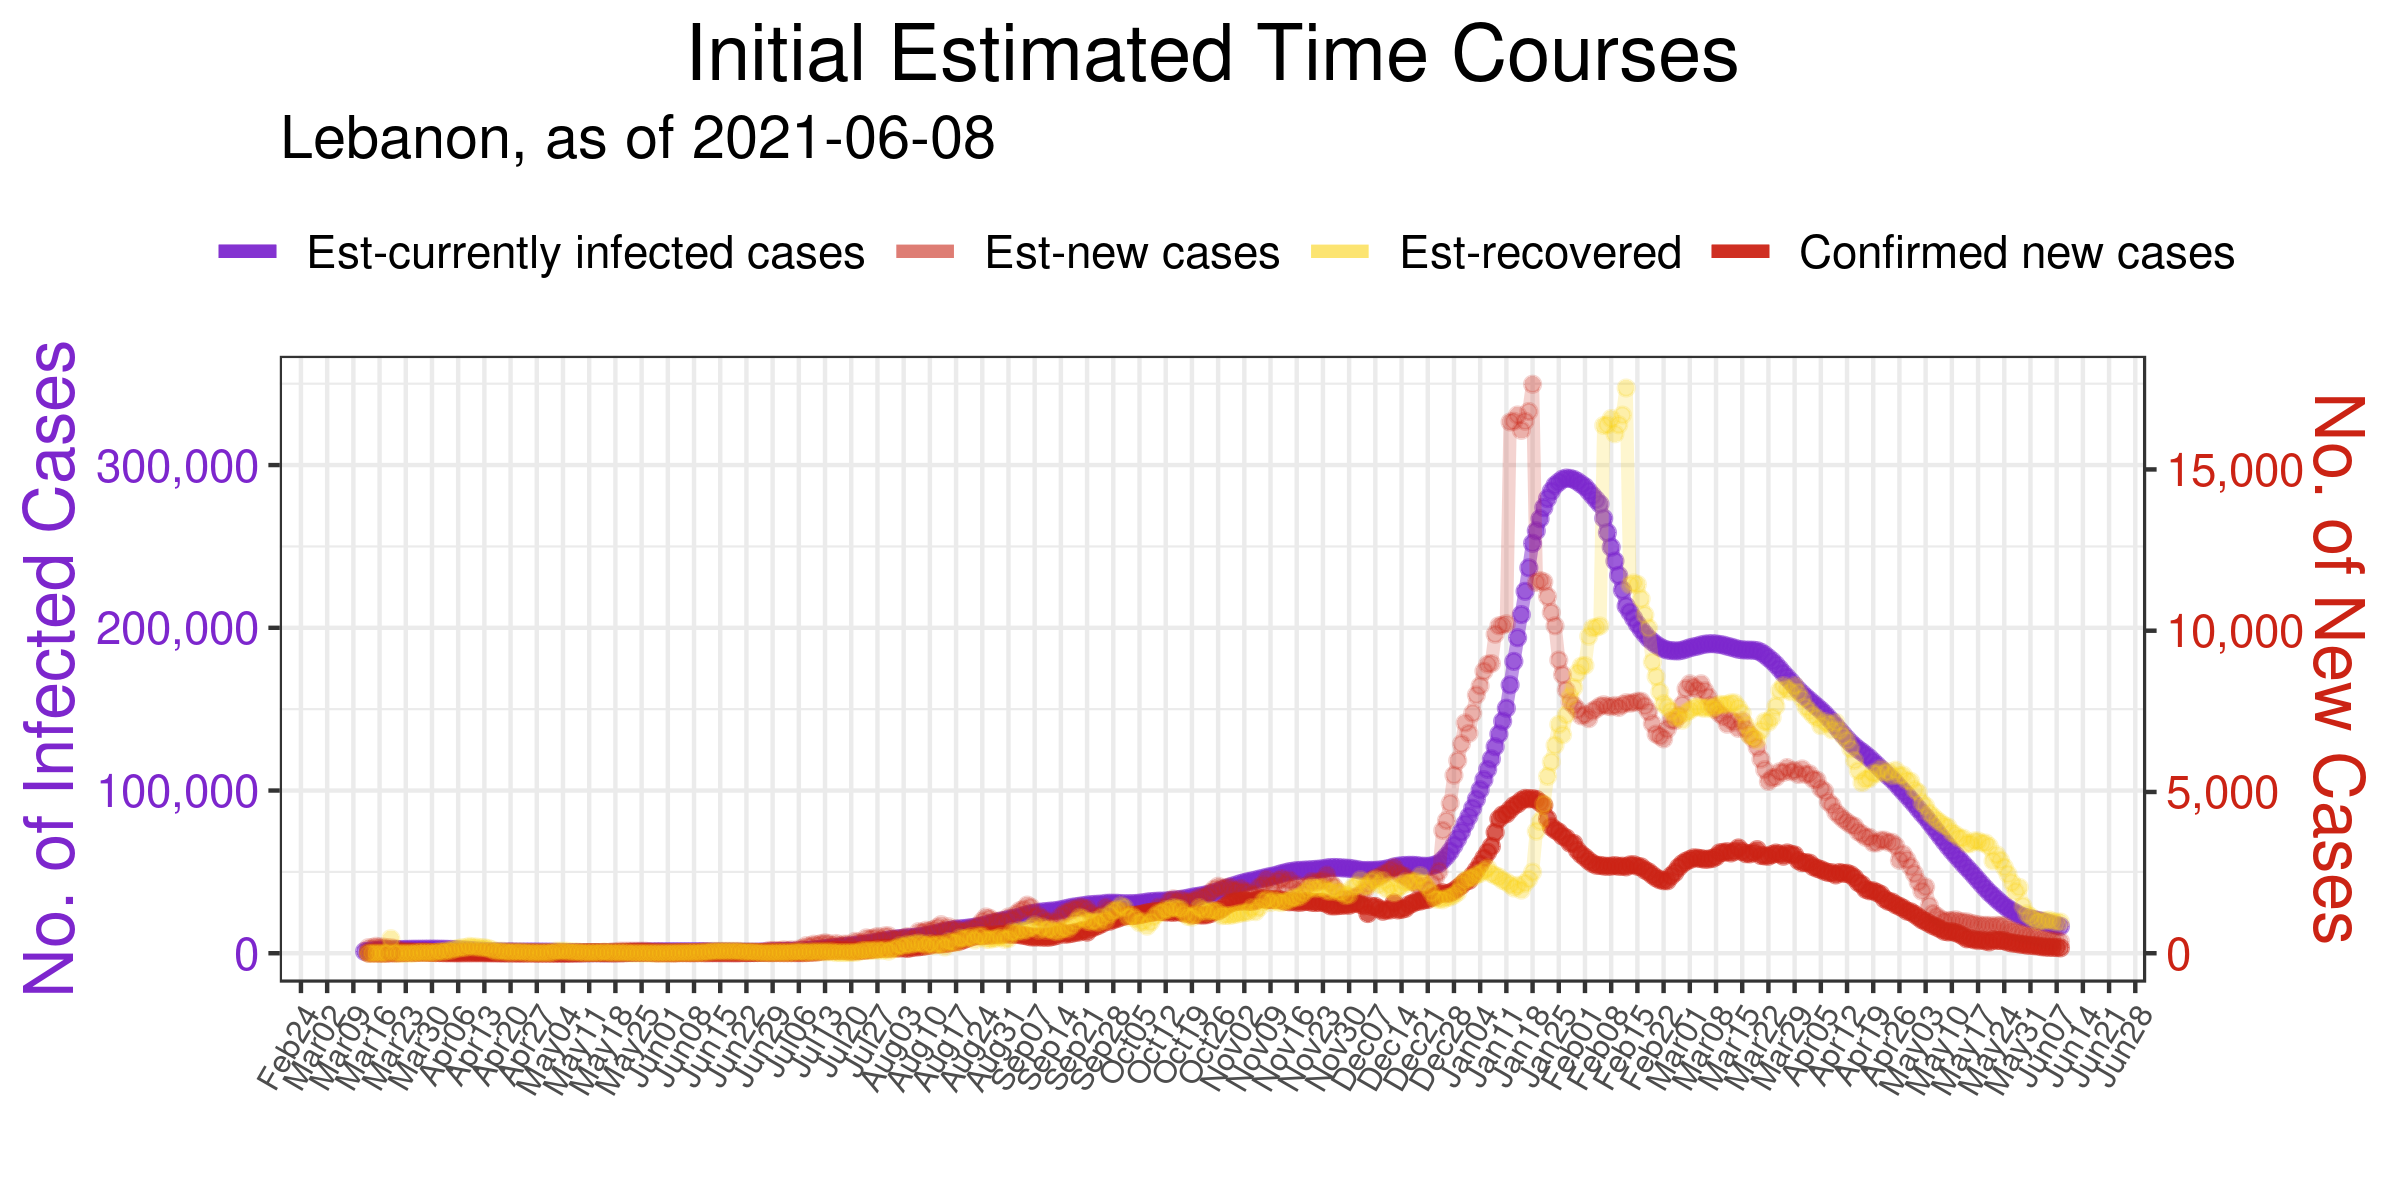 Initial Estimated Time Courses
Lebanon, as of 2021-06-08
Est-currently infected cases Est-new cases Est-recovered Confirmed new cases
No. of Infected Cases
300,000
200,000
100,000
0
15,000
10,000
5,000
0
No. of New Cases
Feb24
Mar02
Mar09
Mar16
Mar23
Mar30
Apr06
Apr13
Apr20
Apr27
May04
May11
May18
May25
Jun01
Jun08
Jun15
Jun22
Jun29
Jul06
Jul13
Jul20
Jul27
Aug03
Aug10
Aug17
Aug24
Aug31
Sep07
Sep14
Sep21
Sep28
Oct05
Oct12
Oct19
Oct26
Nov02
Nov09
Nov16
Nov23
Nov30
Dec07
Dec14
Dec21
Dec28
Jan04
Jan11
Jan18
Jan25
Feb01
Feb08
Feb15
Feb22
Mar01
Mar08
Mar15
Mar22
Mar29
Apr05
Apr12
Apr19
Apr26
May03
May10
May17
May24
May31
Jun07
Jun14
Jun21
Jun28